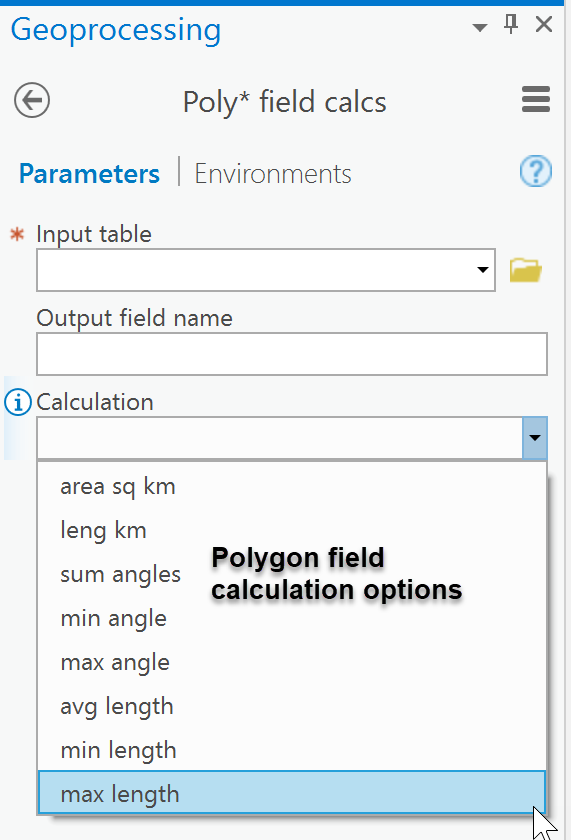 Geoprocessing
Poly* field calcs
Parameters | Environments
* Input table
Output field name
Calculation
area sq km
leng km
sum angles
min angle
max angle
avg length
min length
max length
Polygon field
calculation options